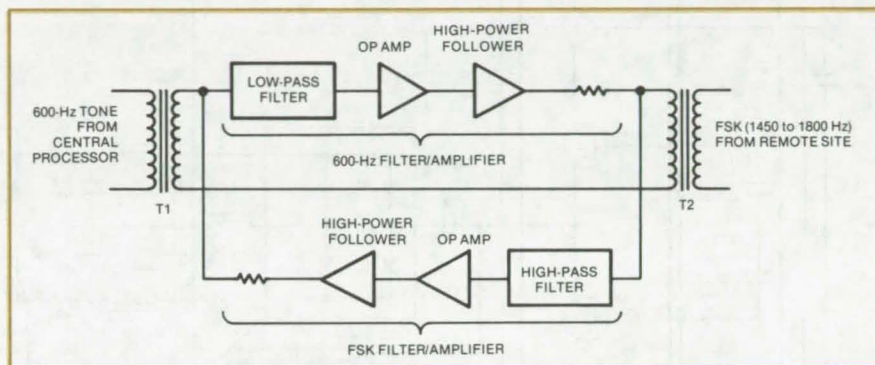 HIGH-POWER
FOLLOWER
OP AMP
LOW-PASS
FILTER
600-Hz TONE
FROM
CENTRAL
PROCESSOR
FSK (1450 to 1800 Hz)
FROM REMOTE SITE
600-Hz FILTER/AMPLIFIER
T1
T2
HIGH-POWER
FOLLOWER
OP AMP
HIGH-PASS
FILTER
FSK FILTER/AMPLIFIER